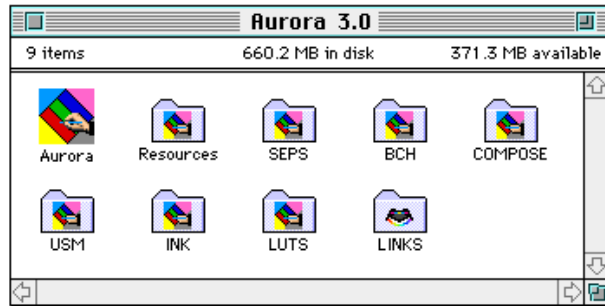 Aurora 3.0
9 items 660.2 MB in disk 371.3 MB available
Aurora Resources SEPS BCH COMPOSE
USM INK LUTS LINKS